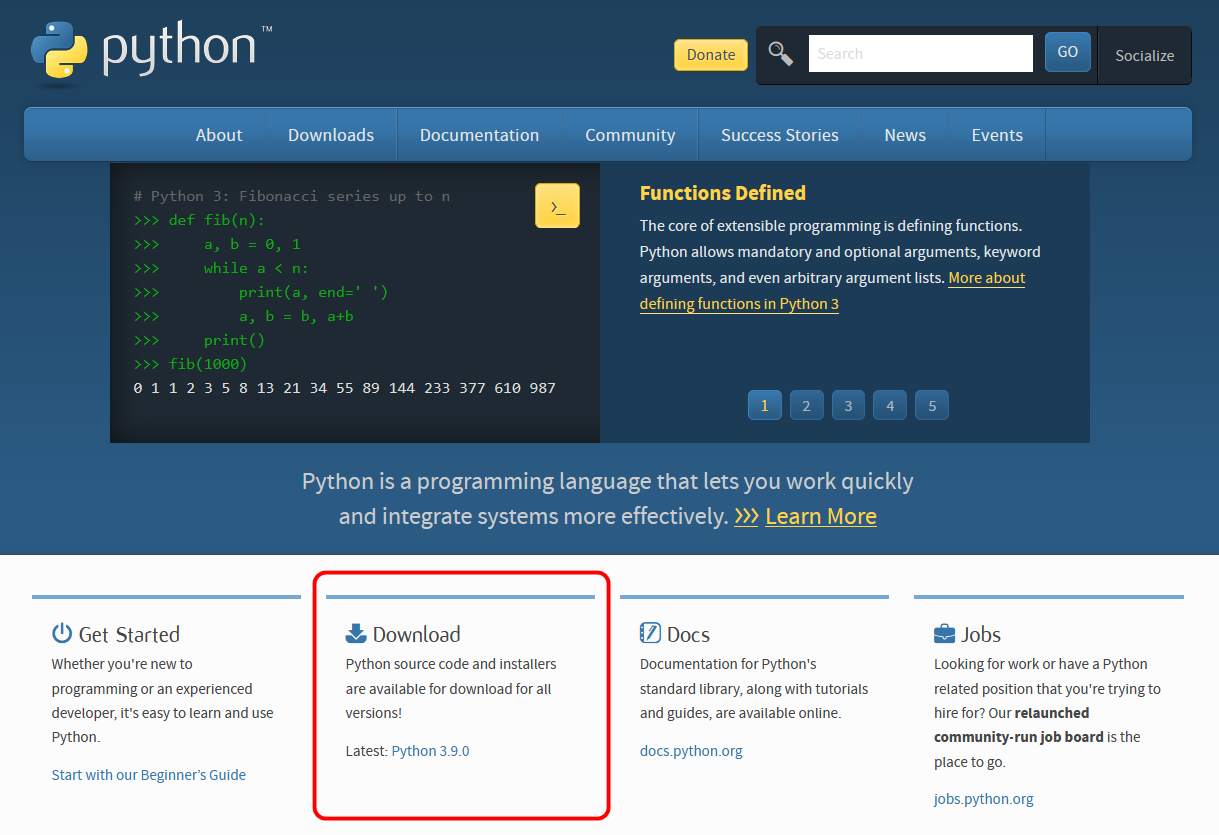 python™
Donate
Search
GO
Socialize
About
Downloads
Documentation
Community
Success Stories
News
Events
# Python 3: Fibonacci series up to n
>>> def fib(n):
>>>     a, b = 0, 1
>>>     while a < n:
>>>         print(a, end=' ')
>>>         a, b = b, a+b
>>>     print()
>>> fib(1000)
0 1 1 2 3 5 8 13 21 34 55 89 144 233 377 610 987
>_
Functions Defined
The core of extensible programming is defining functions.
Python allows mandatory and optional arguments, keyword
arguments, and even arbitrary argument lists. More about
defining functions in Python 3
1
2
3
4
5
Python is a programming language that lets you work quickly
and integrate systems more effectively. >>> Learn More
Get Started
Whether you're new to
programming or an experienced
developer, it's easy to learn and use
Python.
Start with our Beginner's Guide
Download
Python source code and installers
are available for download for all
versions!
Latest: Python 3.9.0
Docs
Documentation for Python's
standard library, along with tutorials
and guides, are available online.
docs.python.org
Jobs
Looking for work or have a Python
related position that you're trying to
hire for? Our relaunched
community-run job board is the
place to go.
jobs.python.org